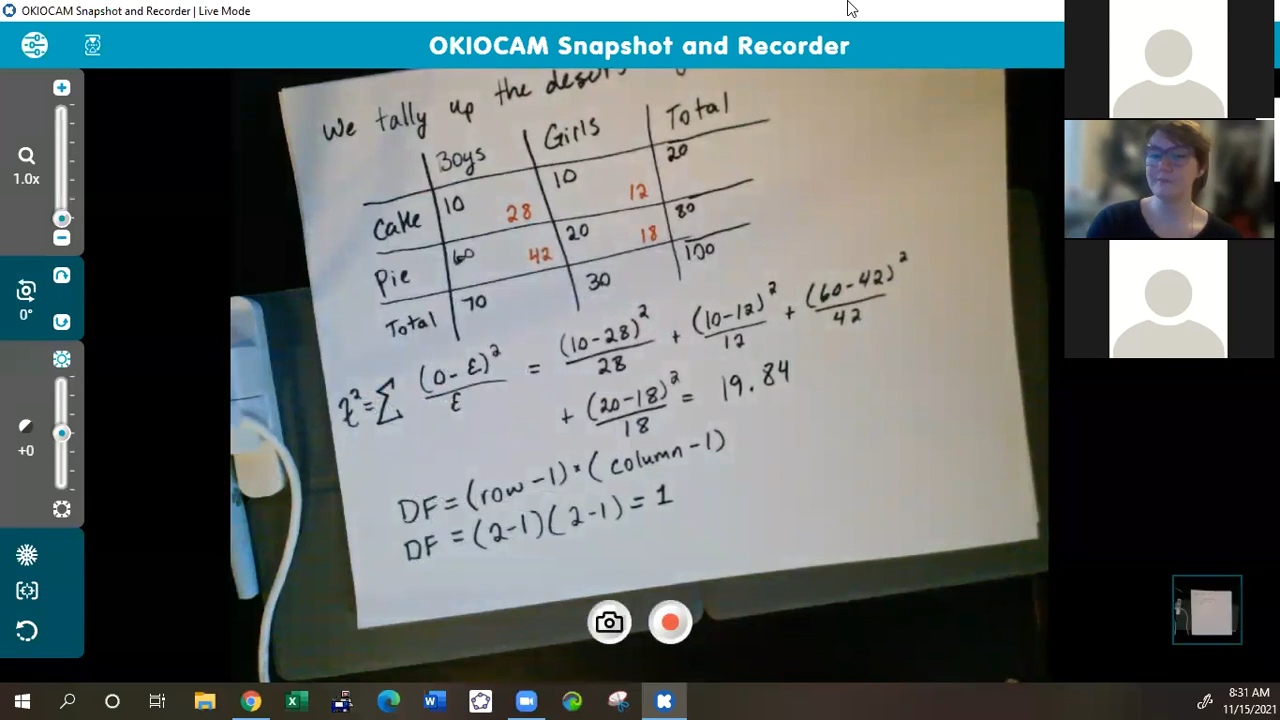 OKIOCAM Snapshot and Recorder | Live Mode
OKIOCAM Snapshot and Recorder
1.0x
0°
+0
We tally up the
Boys Girls Total
Cake 10 28 10 12 20
Pie 60 42 20 18 80
Total 70 30 100
χ²=∑ (O-E)²/E = (10-28)²/28 + (10-12)²/12 + (60-42)²/42
+ (20-18)²/18 = 19.84
DF=(row-1)*(column-1)
DF=(2-1)(2-1)=1
8:31 AM
11/15/2021